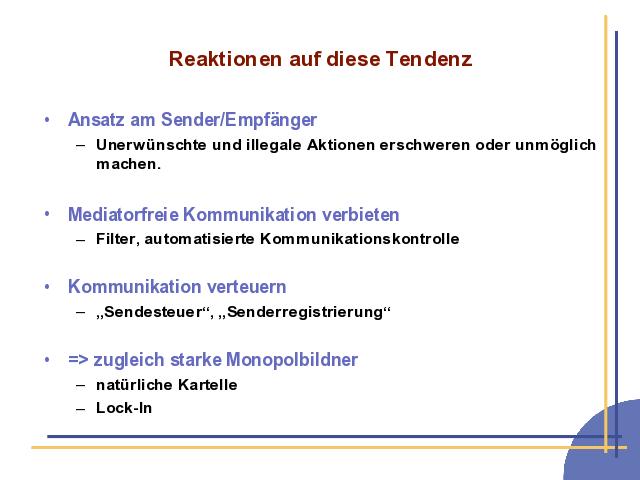 Reaktionen auf diese Tendenz
• Ansatz am Sender/Empfänger
– Unerwünschte und illegale Aktionen erschweren oder unmöglich
machen.
• Mediatorfreie Kommunikation verbieten
– Filter, automatisierte Kommunikationskontrolle
• Kommunikation verteuern
– „Sendesteuer“, „Senderregistrierung“
• => zugleich starke Monopolbildner
– natürliche Kartelle
– Lock-In